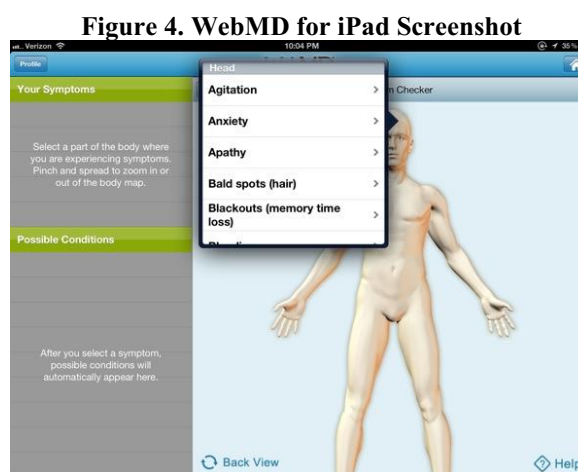 Figure 4. WebMD for iPad Screenshot
Verizon
10:04 PM
35%
Profile
Your Symptoms
Select a part of the body where
you are experiencing symptoms.
Pinch and spread to zoom in or
out of the body map.
Possible Conditions
After you select a symptom,
possible conditions will
automatically appear here.
Head
Agitation
Anxiety
Apathy
Bald spots (hair)
Blackouts (memory time
loss)
Checker
Back View
Help